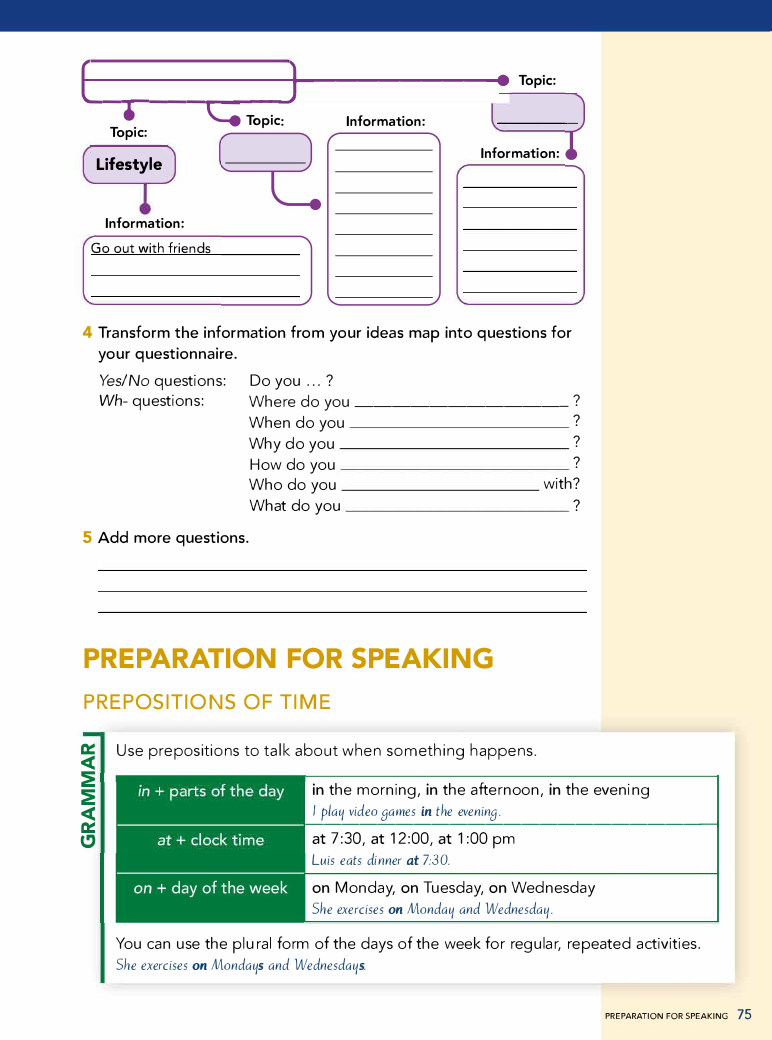 Topic:
Topic:
Topic:
Information:
Lifestyle
Information:
Information:
Go out with friends
4 Transform the information from your ideas map into questions for
your questionnaire.
Yes/No questions: Do you … ?
Wh- questions: Where do you ?
When do you ?
Why do you ?
How do you ?
Who do you with?
What do you ?
5 Add more questions.
PREPARATION FOR SPEAKING
PREPOSITIONS OF TIME
GRAMMAR
Use prepositions to talk about when something happens.
in + parts of the day in the morning, in the afternoon, in the evening
I play video games in the evening.
at + clock time at 7:30, at 12:00, at 1:00 pm
Luis eats dinner at 7:30.
on + day of the week on Monday, on Tuesday, on Wednesday
She exercises on Monday and Wednesday.
You can use the plural form of the days of the week for regular, repeated activities.
She exercises on Mondays and Wednesdays.
PREPARATION FOR SPEAKING 75